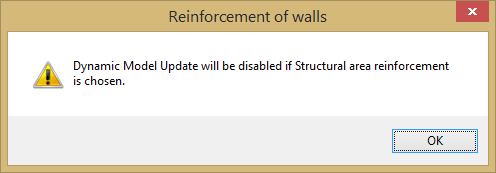 Reinforcement of walls
Dynamic Model Update will be disabled if Structural area reinforcement
is chosen.
OK